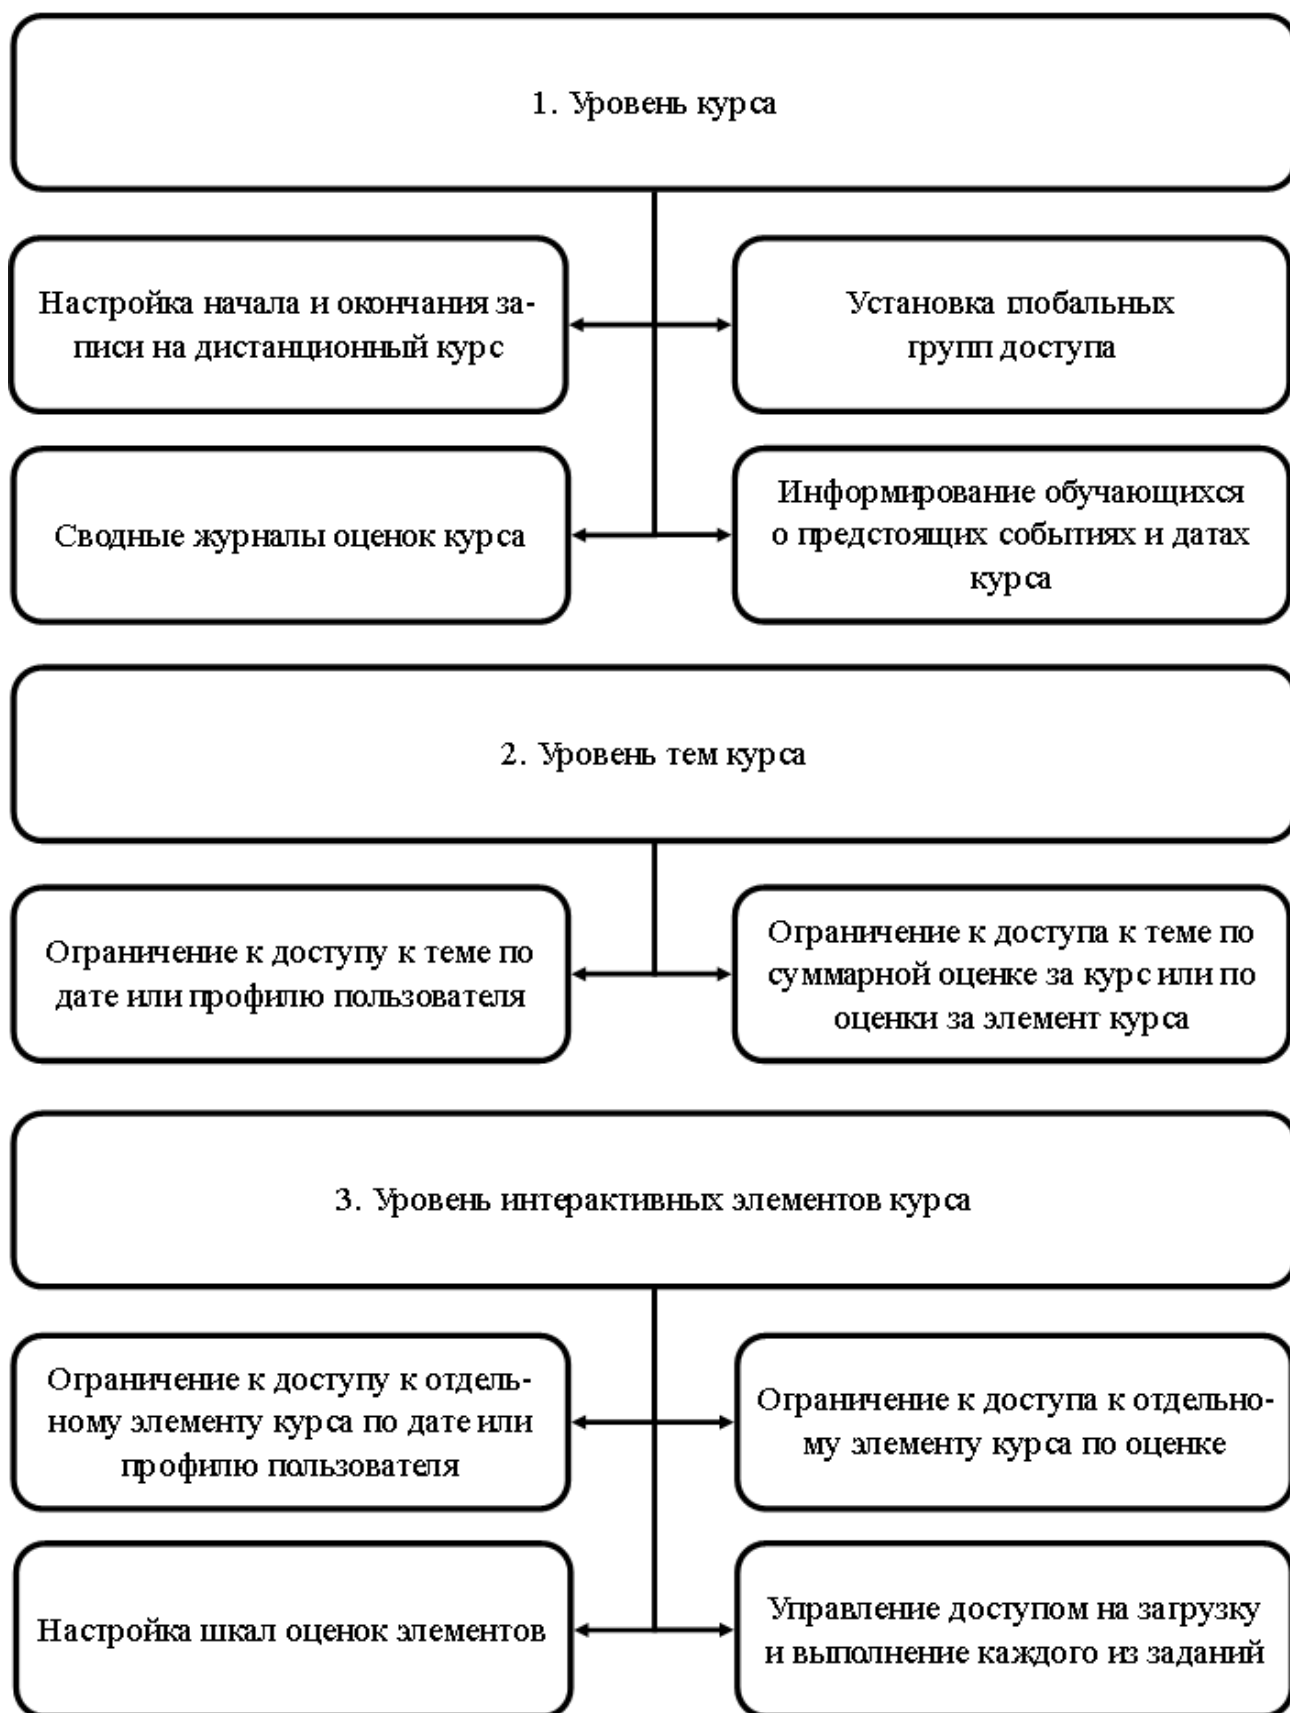 1. Уровень курса
Настройка начала и окончания за-
писи на дистанционный курс
Установка глобальных
групп доступа
Сводные журналы оценок курса
Информирование обучающихся
о предстоящих событиях и датах
курса
2. Уровень тем курса
Ограничение к доступу к теме по
дате или профилю пользователя
Ограничение к доступа к теме по
суммарной оценке за курс или по
оценки за элемент курса
3. Уровень интерактивных элементов курса
Ограничение к доступу к отдель-
ному элементу курса по дате или
профилю пользователя
Ограничение к доступа к отдельно-
му элементу курса по оценке
Настройка шкал оценок элементов
Управление доступом на загрузку
и выполнение каждого из заданий